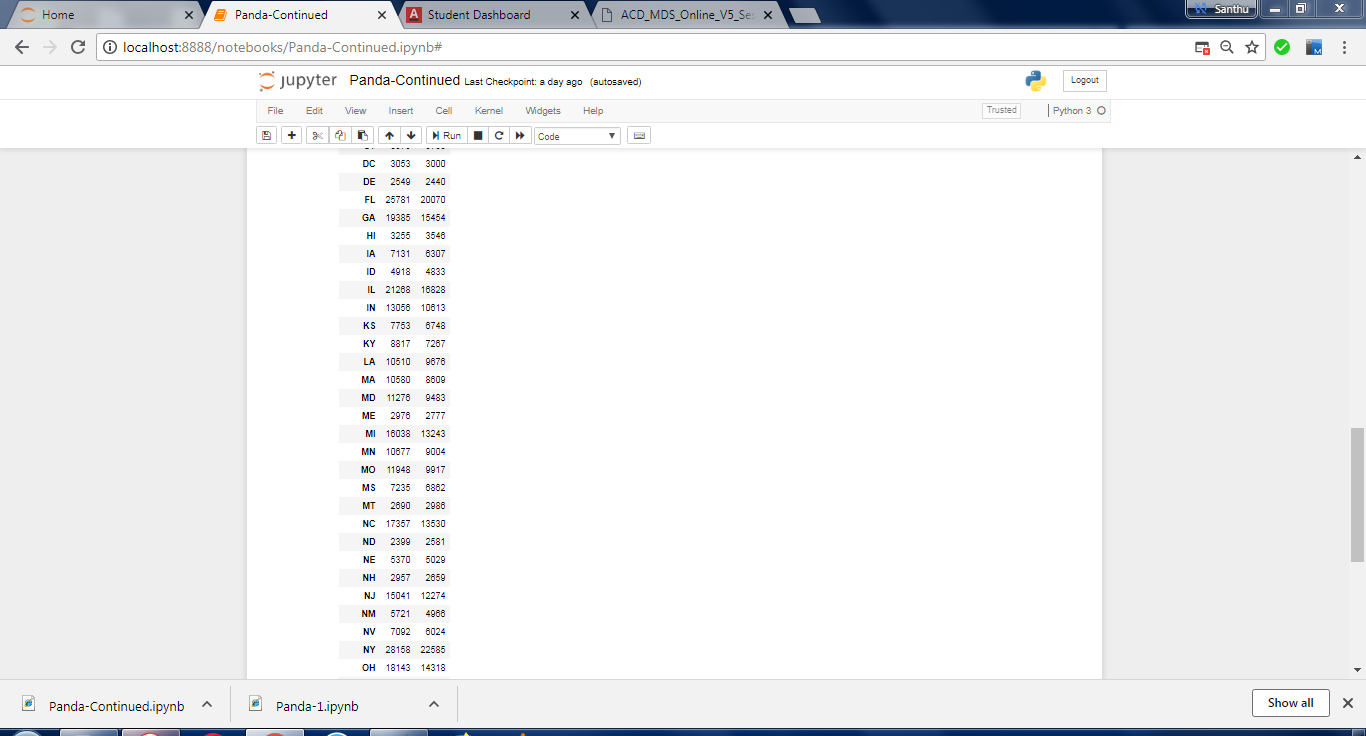 Santhu
Home Panda-Continued Student Dashboard ACD_MDS_Online_V5_Se
localhost:8888/notebooks/Panda-Continued.ipynb#
jupyter Panda-Continued Last Checkpoint: a day ago (autosaved) Logout
File Edit View Insert Cell Kernel Widgets Help Trusted Python 3
Run Code
DC 3053 3000
DE 2549 2440
FL 25781 20070
GA 19385 15454
HI 3255 3546
IA 7131 6307
ID 4918 4833
IL 21268 16828
IN 13056 10613
KS 7753 6748
KY 8817 7267
LA 10510 9676
MA 10580 8609
MD 11276 9483
ME 2976 2777
MI 16038 13243
MN 10677 9004
MO 11948 9917
MS 7235 6862
MT 2690 2986
NC 17357 13530
ND 2399 2581
NE 5370 5029
NH 2957 2659
NJ 15041 12274
NM 5721 4966
NV 7092 6024
NY 28158 22585
OH 18143 14318
Panda-Continued.ipynb Panda-1.ipynb Show all